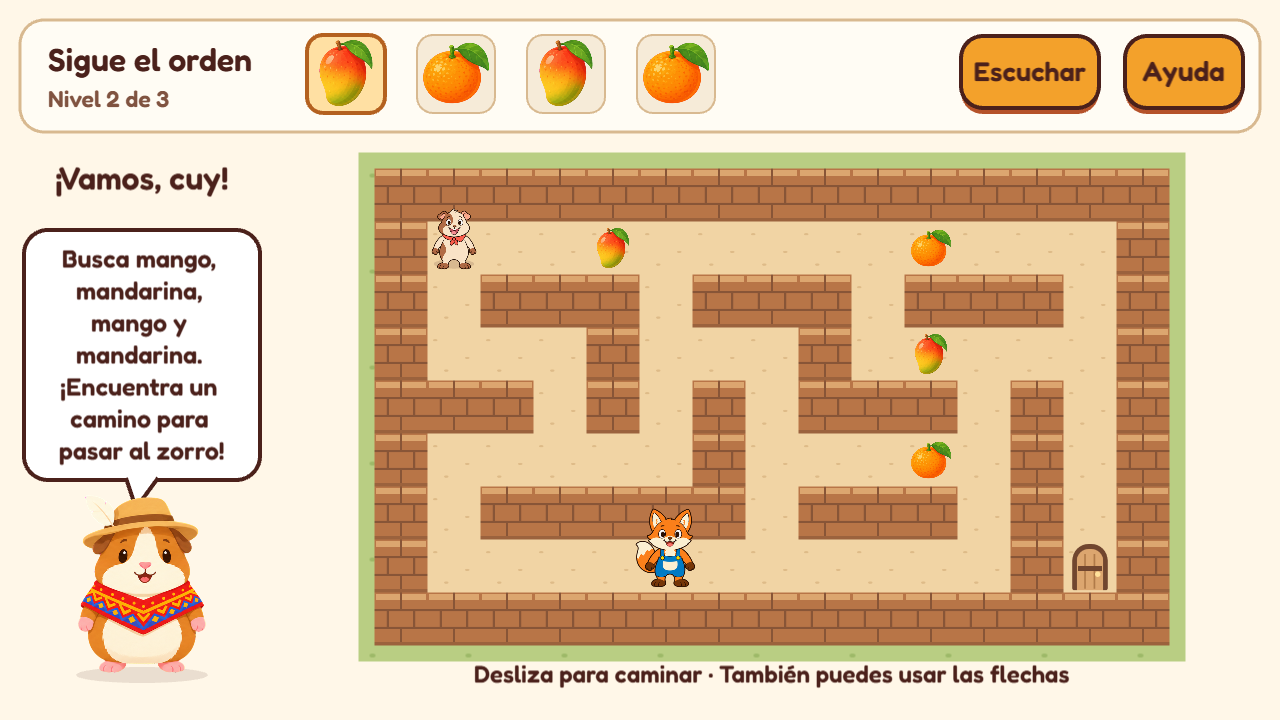 Sigue el orden
Nivel 2 de 3
Escuchar
Ayuda
¡Vamos, cuy!
Busca mango,
mandarina,
mango y
mandarina.
¡Encuentra un
camino para
pasar al zorro!
Desliza para caminar · También puedes usar las flechas